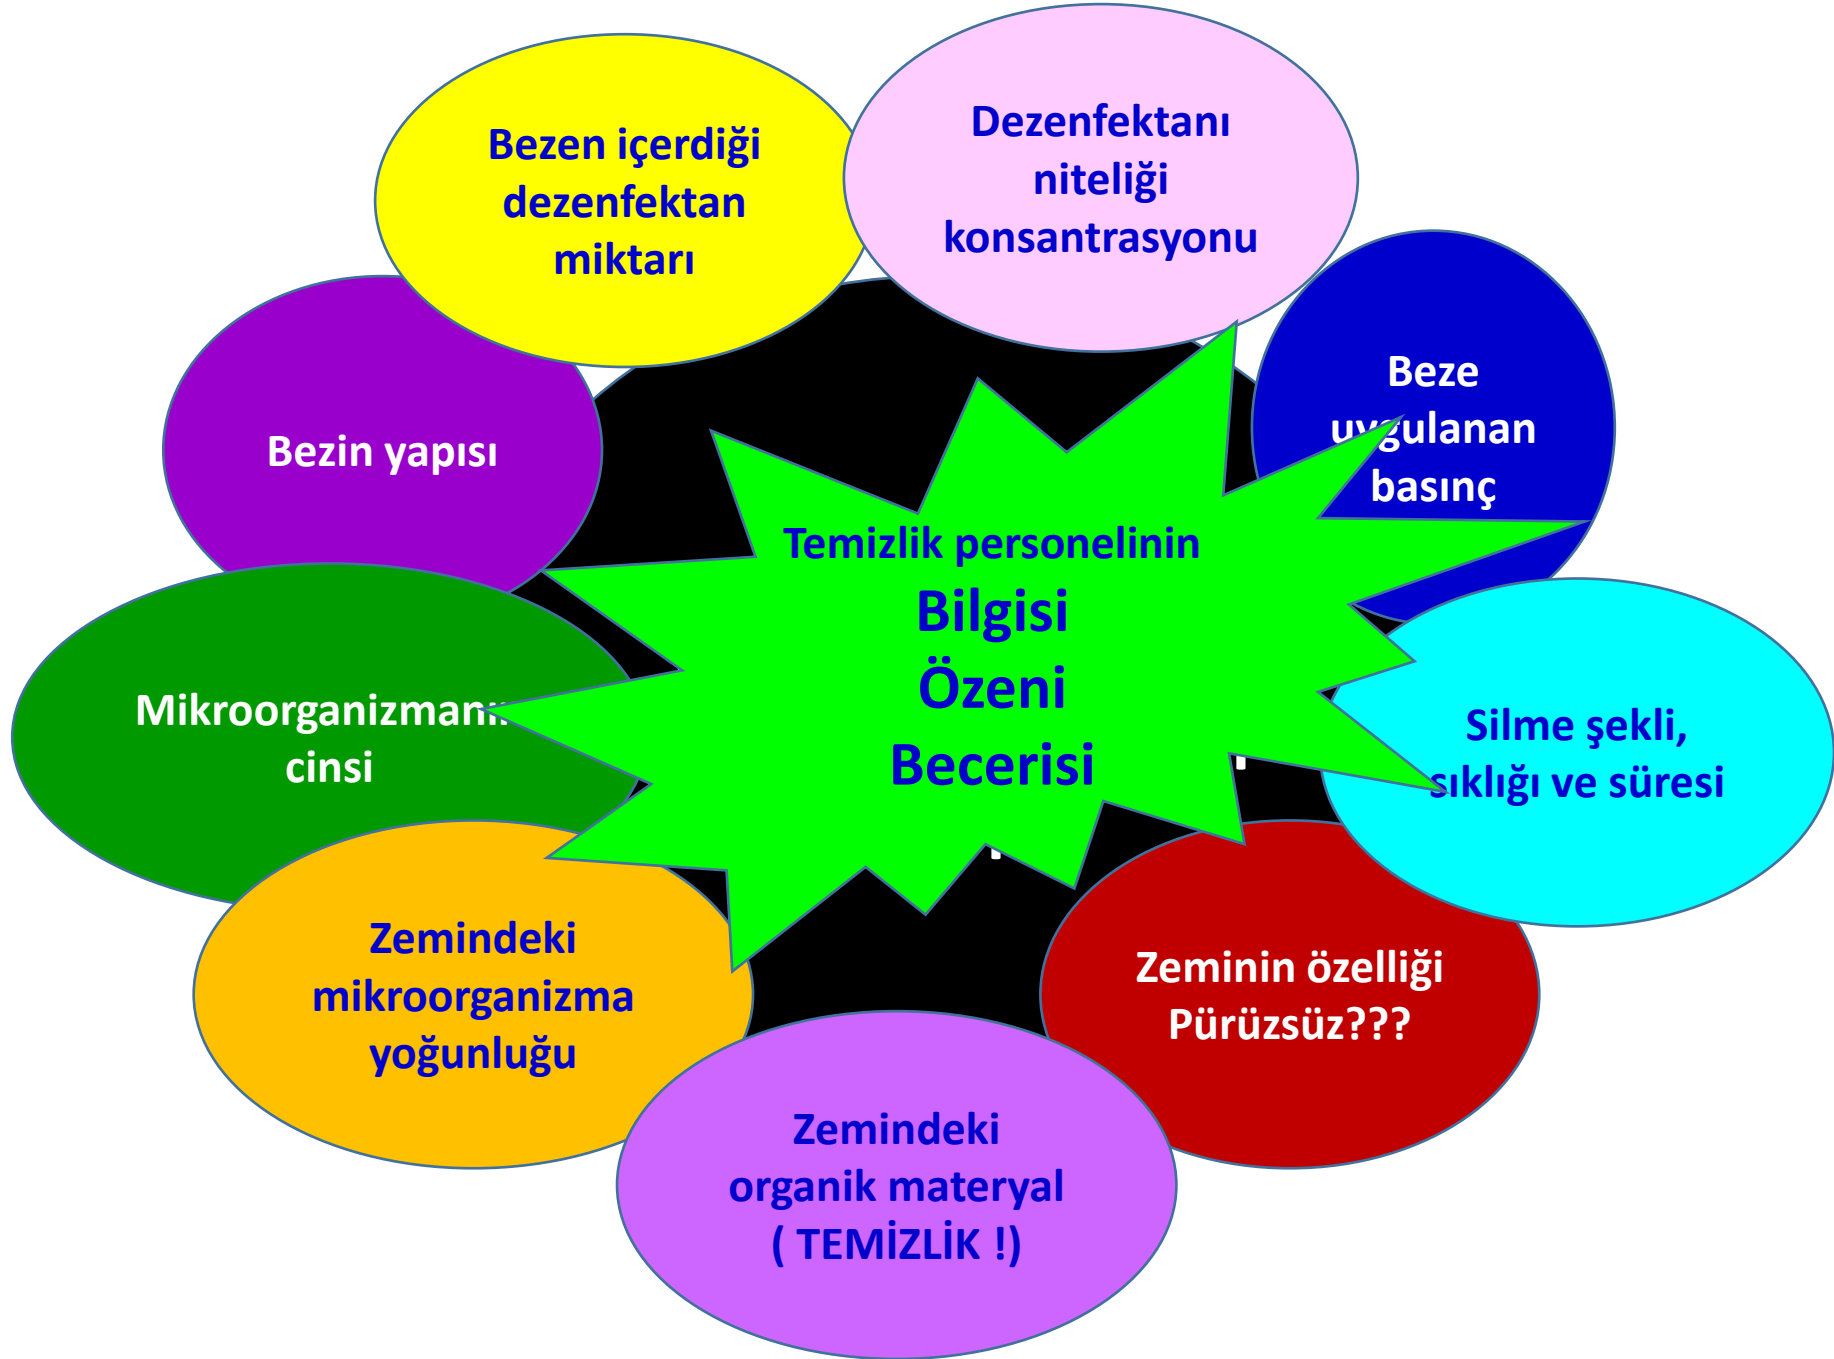 Bezen içerdiği
dezenfektan
miktarı
Dezenfektanı
niteliği
konsantrasyonu
Beze
uygulanan
basınç
Bezin yapısı
Temizlik personelinin
Bilgisi
Özeni
Becerisi
Mikroorganizmanın
cinsi
Silme şekli,
sıklığı ve süresi
Zemindeki
mikroorganizma
yoğunluğu
Zeminin özelliği
Pürüzsüz???
Zemindeki
organik materyal
( TEMİZLİK !)